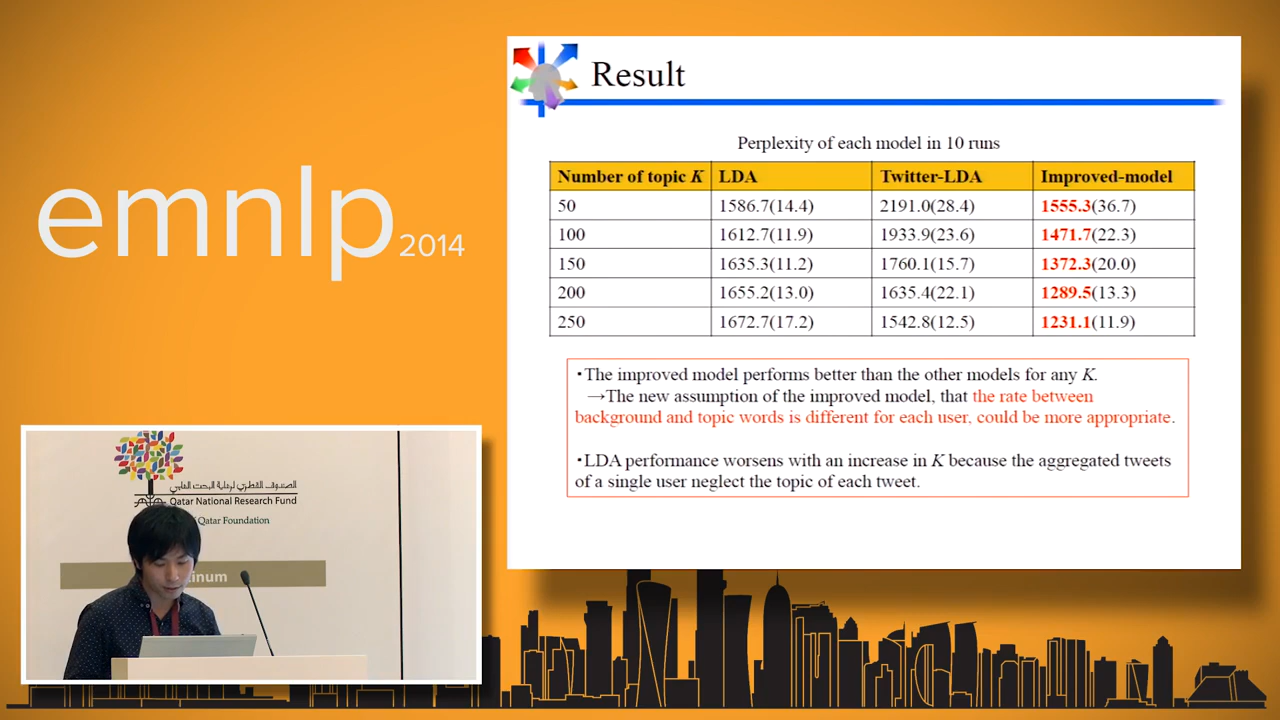 emnlp 2014
Result
Perplexity of each model in 10 runs
Number of topic K LDA Twitter-LDA Improved-model
50 1586.7(14.4) 2191.0(28.4) 1555.3(36.7)
100 1612.7(11.9) 1933.9(23.6) 1471.7(22.3)
150 1635.3(11.2) 1760.1(15.7) 1372.3(20.0)
200 1655.2(13.0) 1635.4(22.1) 1289.5(13.3)
250 1672.7(17.2) 1542.8(12.5) 1231.1(11.9)
・The improved model performs better than the other models for any K.
→The new assumption of the improved model, that the rate between
background and topic words is different for each user, could be more appropriate.
・LDA performance worsens with an increase in K because the aggregated tweets
of a single user neglect the topic of each tweet.
الصندوق القطري لرعاية البحث العلمي
Qatar National Research Fund
Qatar Foundation
inum